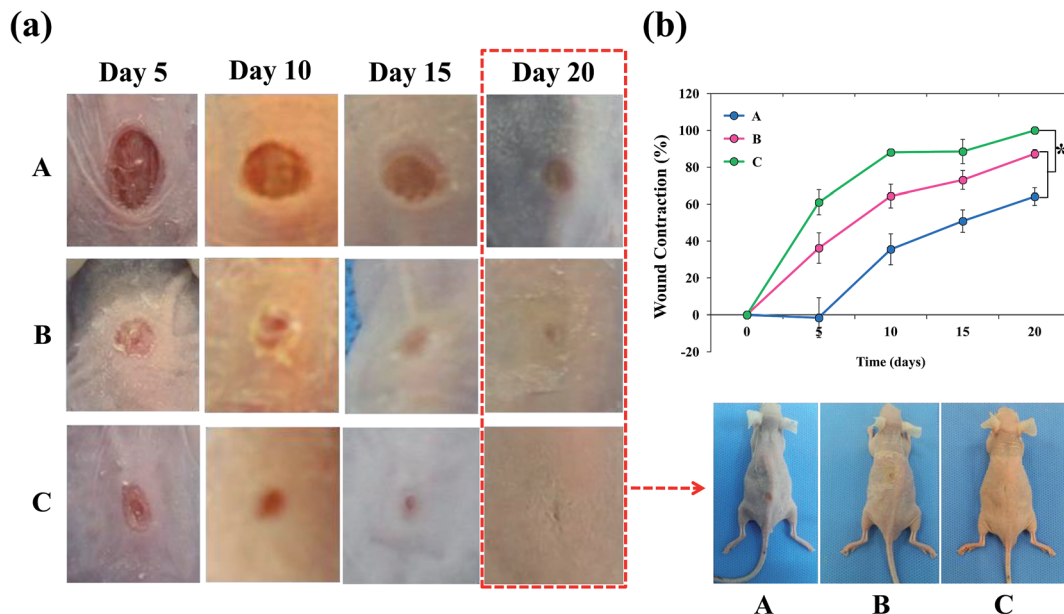 (a)
Day 5 Day 10 Day 15 Day 20
A
B
C
(b)
120
100
80
60
40
20
0
-20
Wound Contraction (%)
A
B
C
*
0 5 10 15 20
Time (days)
A B C